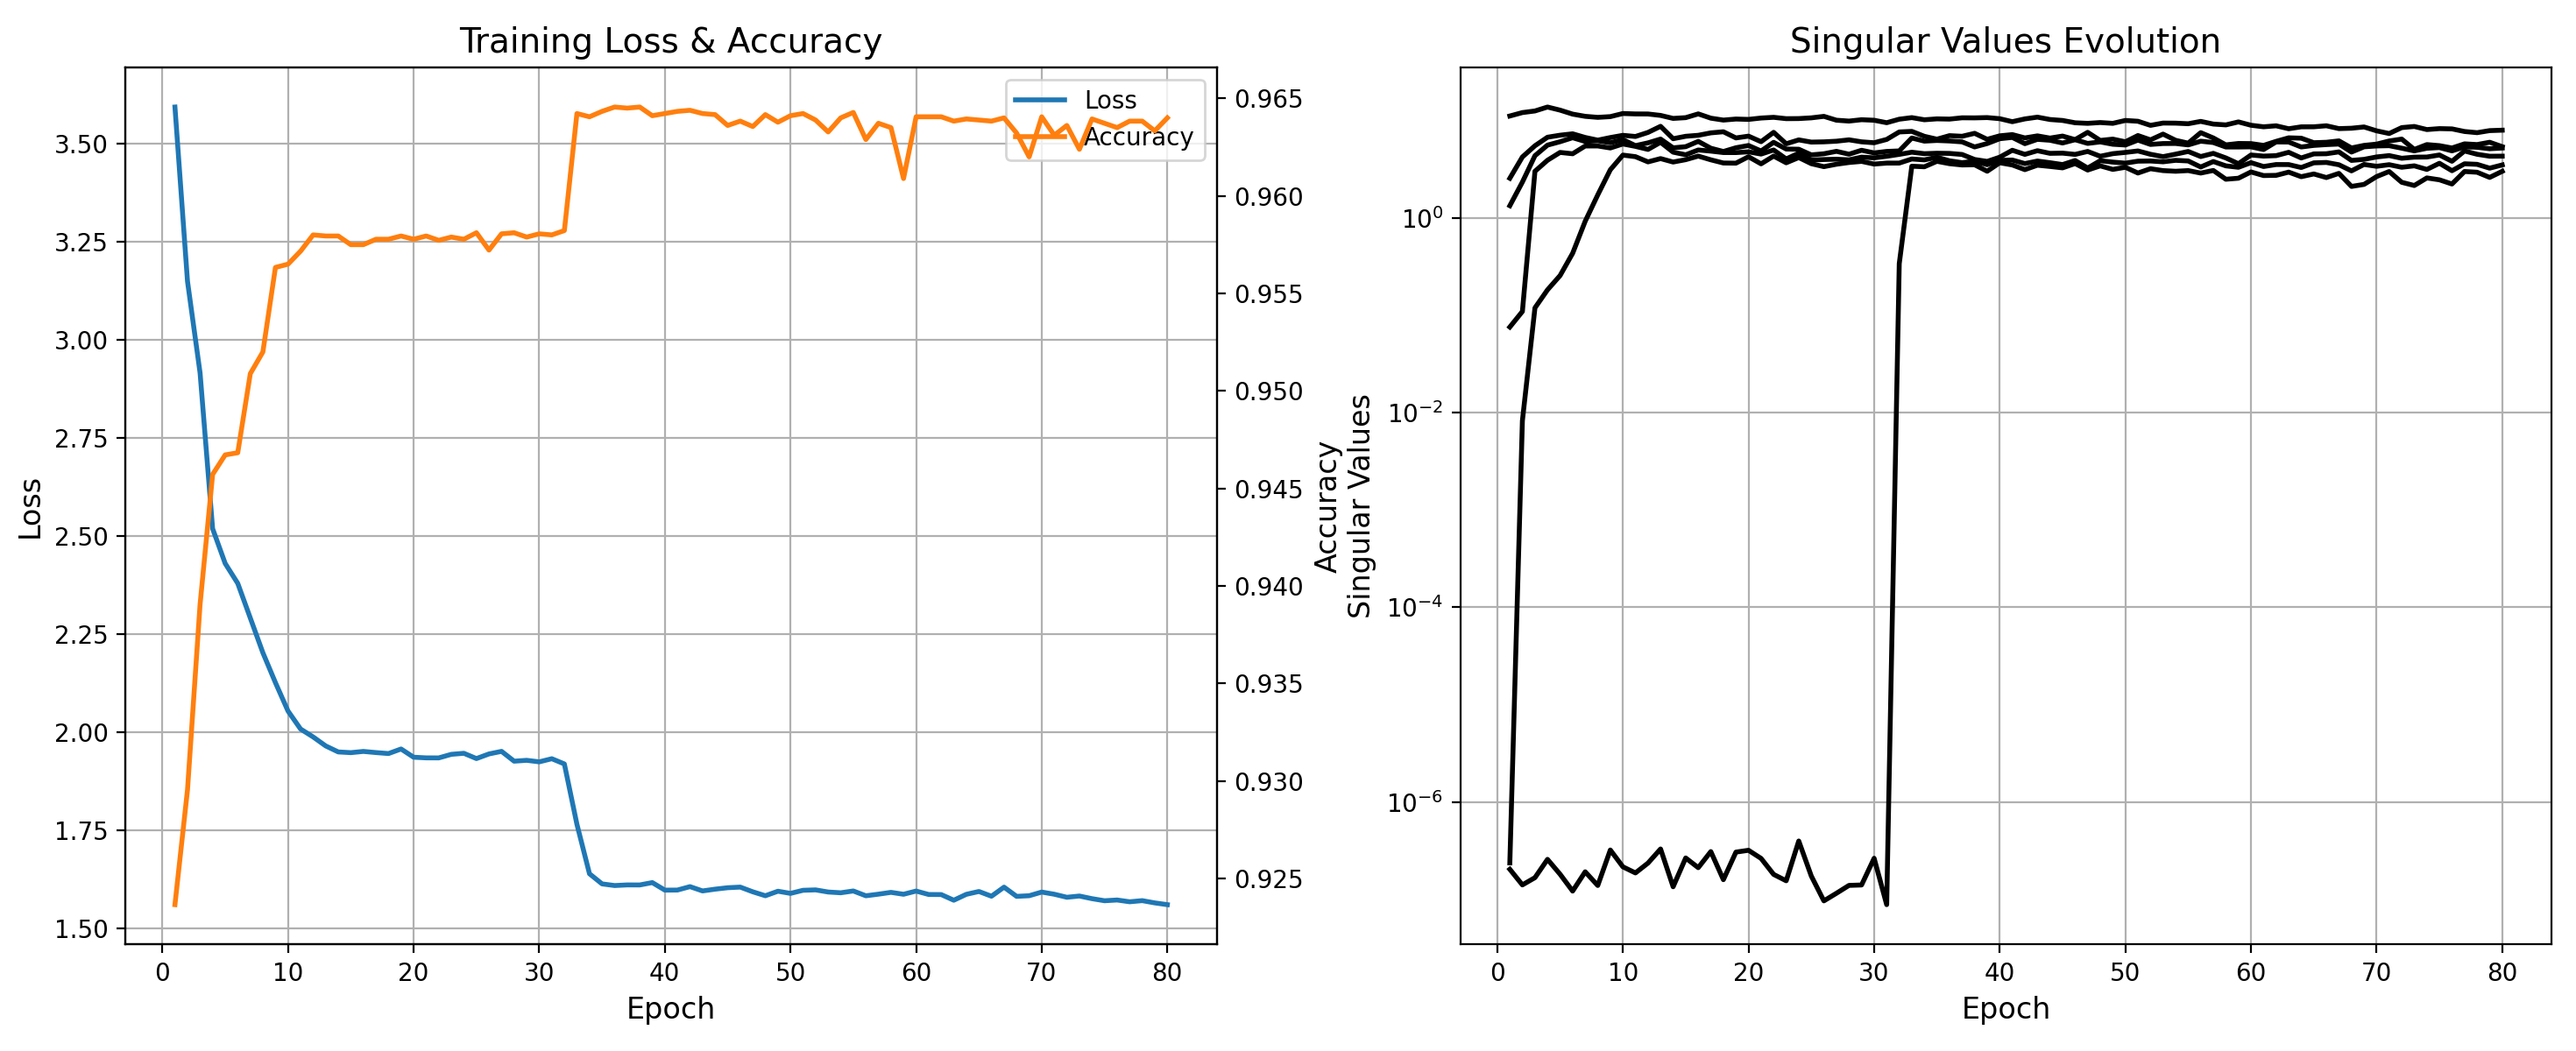 Training Loss & Accuracy
Loss
Accuracy
3.50
3.25
3.00
2.75
2.50
2.25
2.00
1.75
1.50
Loss
0.965
0.960
0.955
0.950
0.945
0.940
0.935
0.930
0.925
Accuracy
0 10 20 30 40 50 60 70 80
Epoch
Singular Values Evolution
Singular Values
10⁰
10⁻²
10⁻⁴
10⁻⁶
0 10 20 30 40 50 60 70 80
Epoch